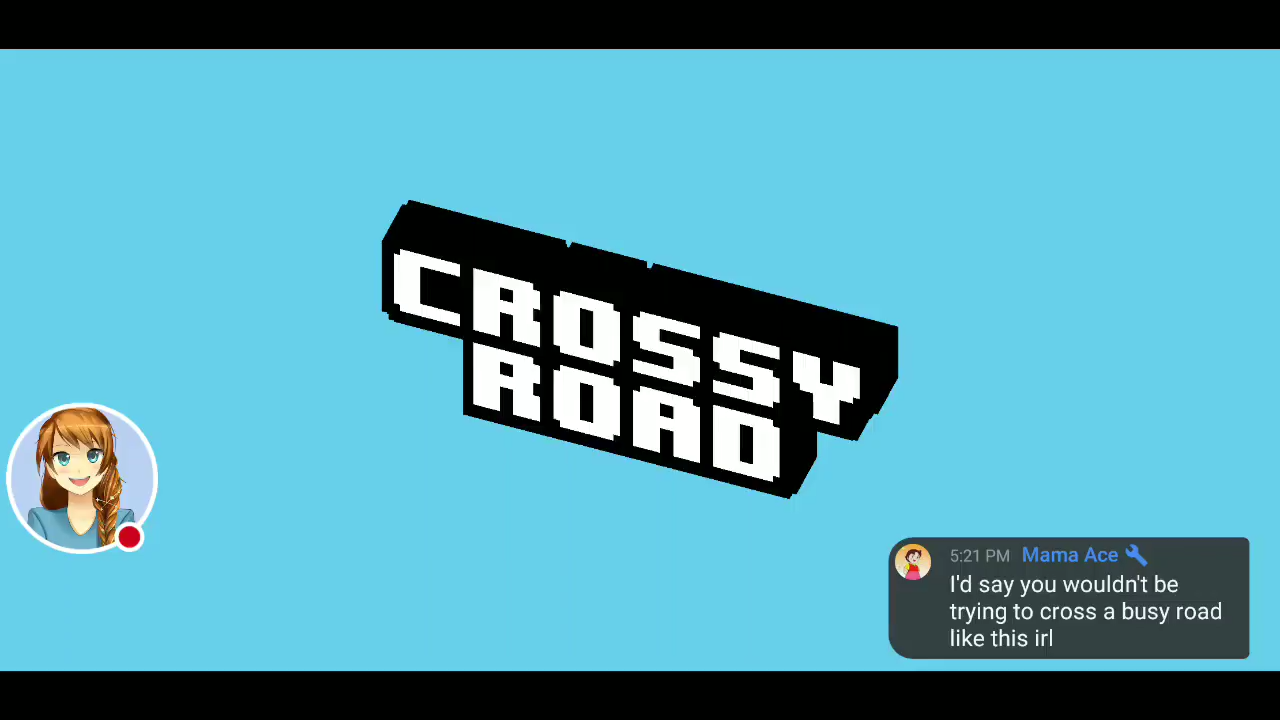 CROSSY
ROAD
5:21 PM Mama Ace
I'd say you wouldn't be
trying to cross a busy road
like this irl